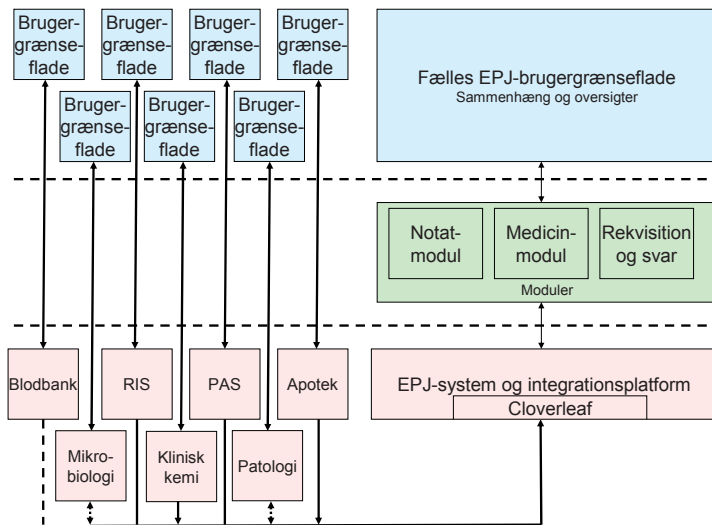 Bruger-
grænse-
flade
Bruger-
grænse-
flade
Bruger-
grænse-
flade
Bruger-
grænse-
flade
Bruger-
grænse-
flade
Bruger-
grænse-
flade
Bruger-
grænse-
flade
Fælles EPJ-brugergrænseflade
Sammenhæng og oversigter
Notat-
modul
Medicin-
modul
Rekvisition
og svar
Moduler
Blodbank
RIS
PAS
Apotek
EPJ-system og integrationsplatform
Cloverleaf
Mikro-
biologi
Klinisk
kemi
Patologi